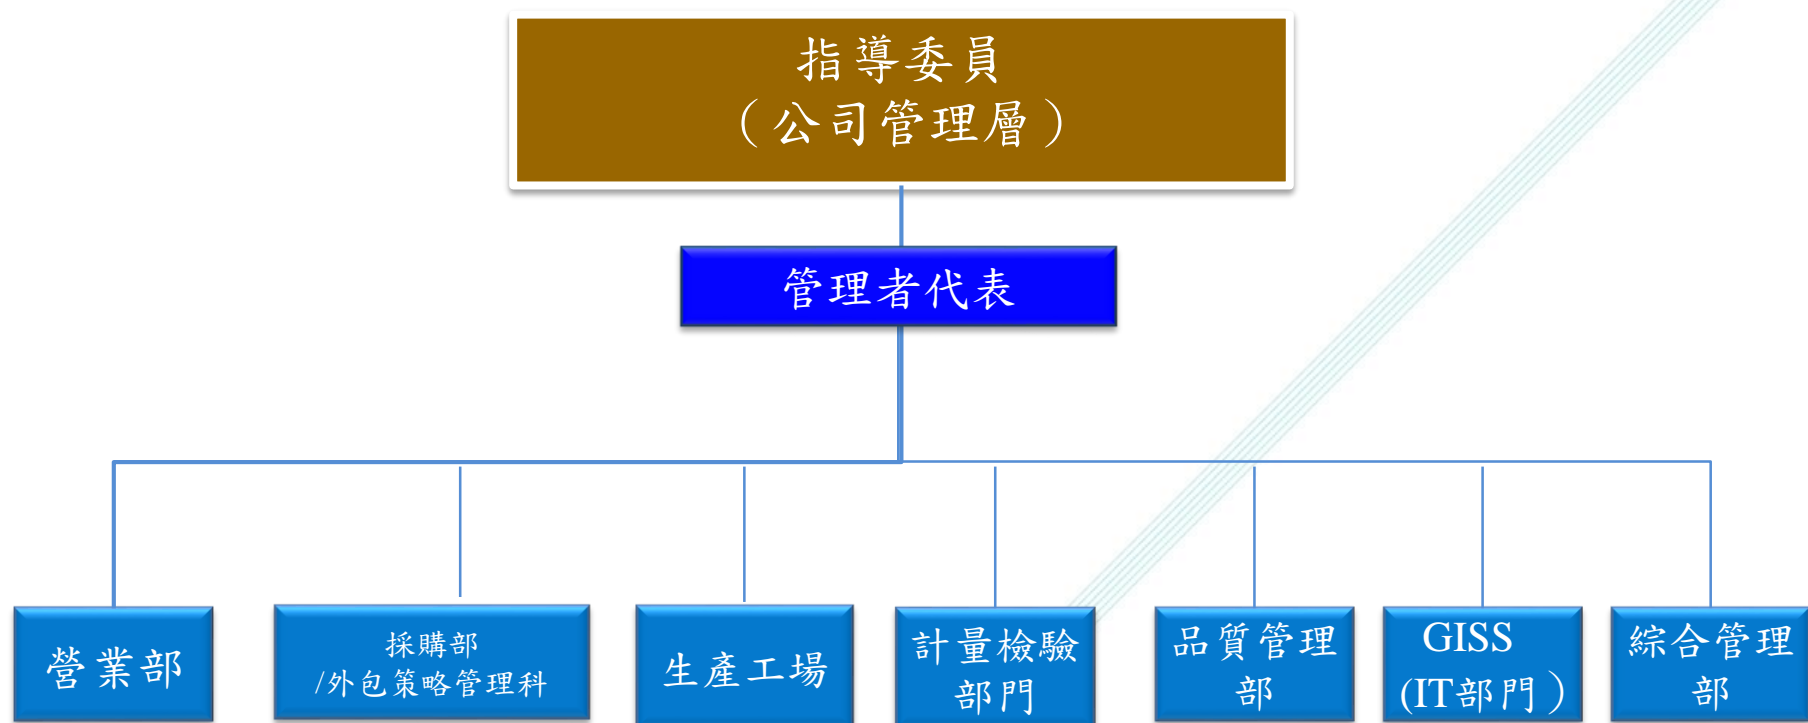 指導委員
（公司管理層）
管理者代表
營業部
採購部
/外包策略管理科
生產工場
計量檢驗
部門
品質管理
部
GISS
(IT部門）
綜合管理
部